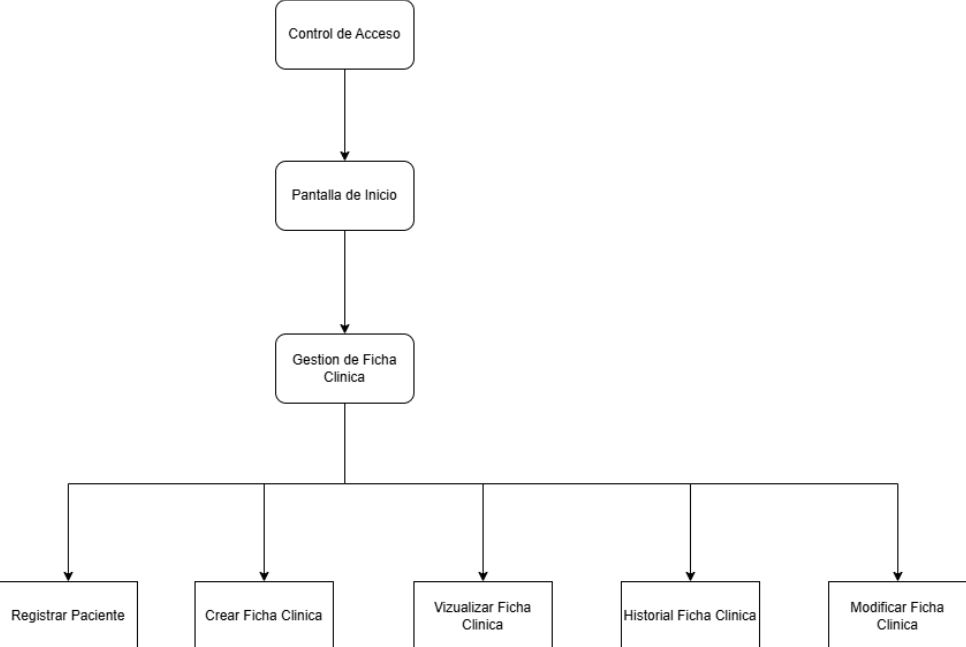 Control de Acceso
Pantalla de Inicio
Gestion de Ficha
Clinica
Registrar Paciente
Crear Ficha Clinica
Vizualizar Ficha
Clinica
Historial Ficha Clinica
Modificar Ficha
Clinica